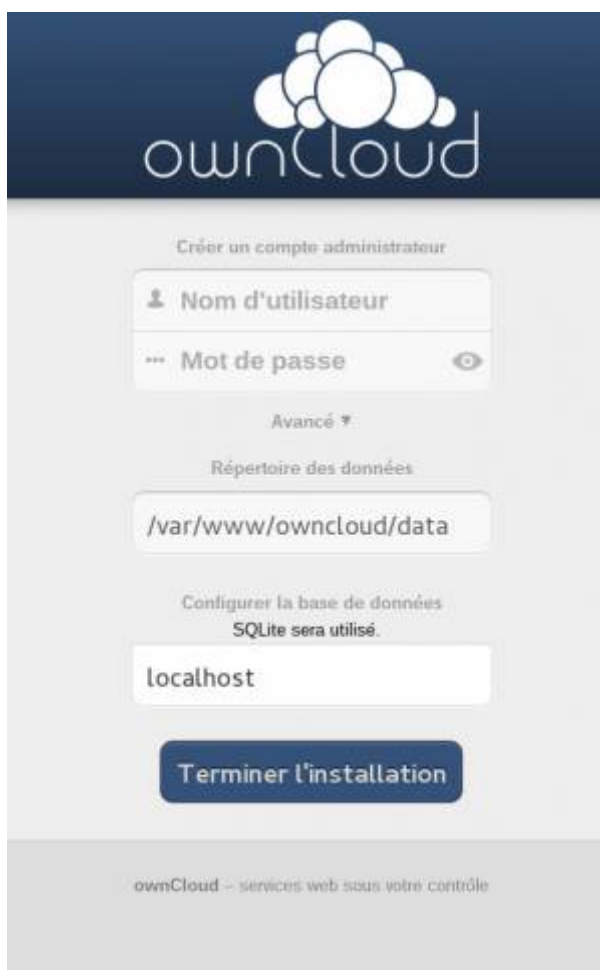 ownCloud
Créer un compte administrateur
Nom d'utilisateur
Mot de passe
Avancé ▼
Répertoire des données
/var/www/owncloud/data
Configurer la base de données
SQLite sera utilisé.
localhost
Terminer l'installation
ownCloud – services web sous votre contrôle